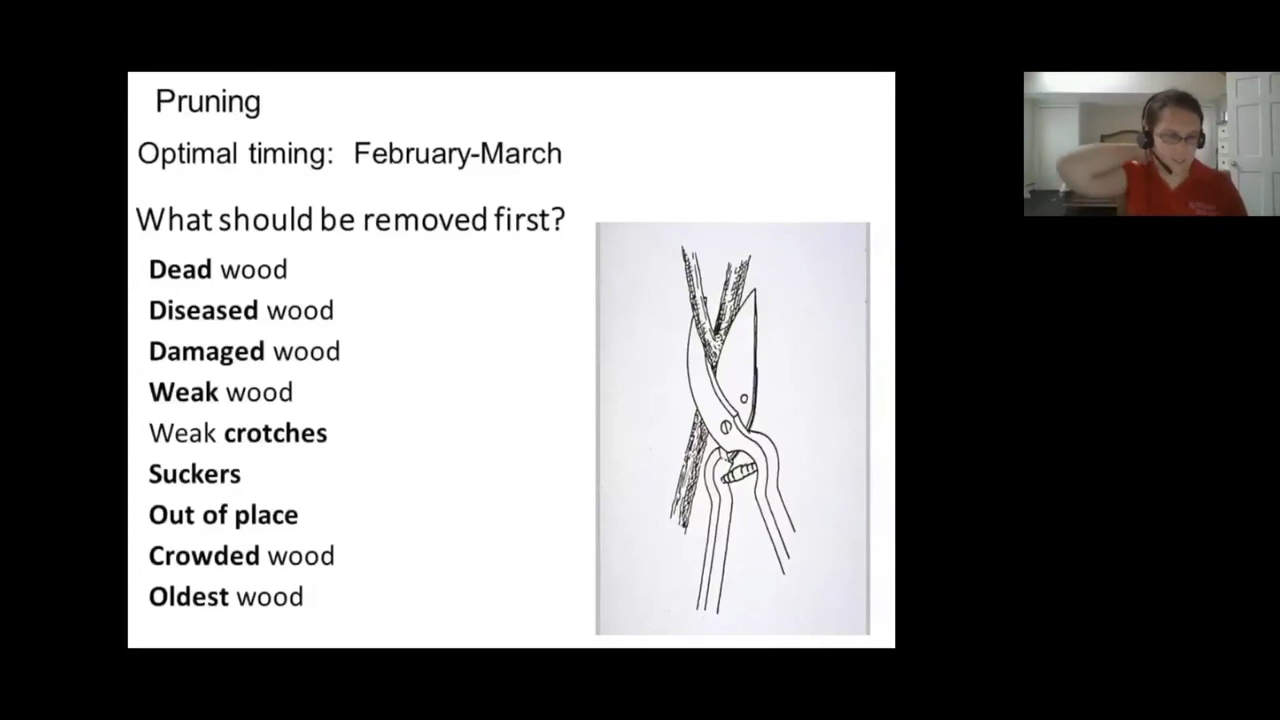 Pruning
Optimal timing: February-March
What should be removed first?
Dead wood
Diseased wood
Damaged wood
Weak wood
Weak crotches
Suckers
Out of place
Crowded wood
Oldest wood